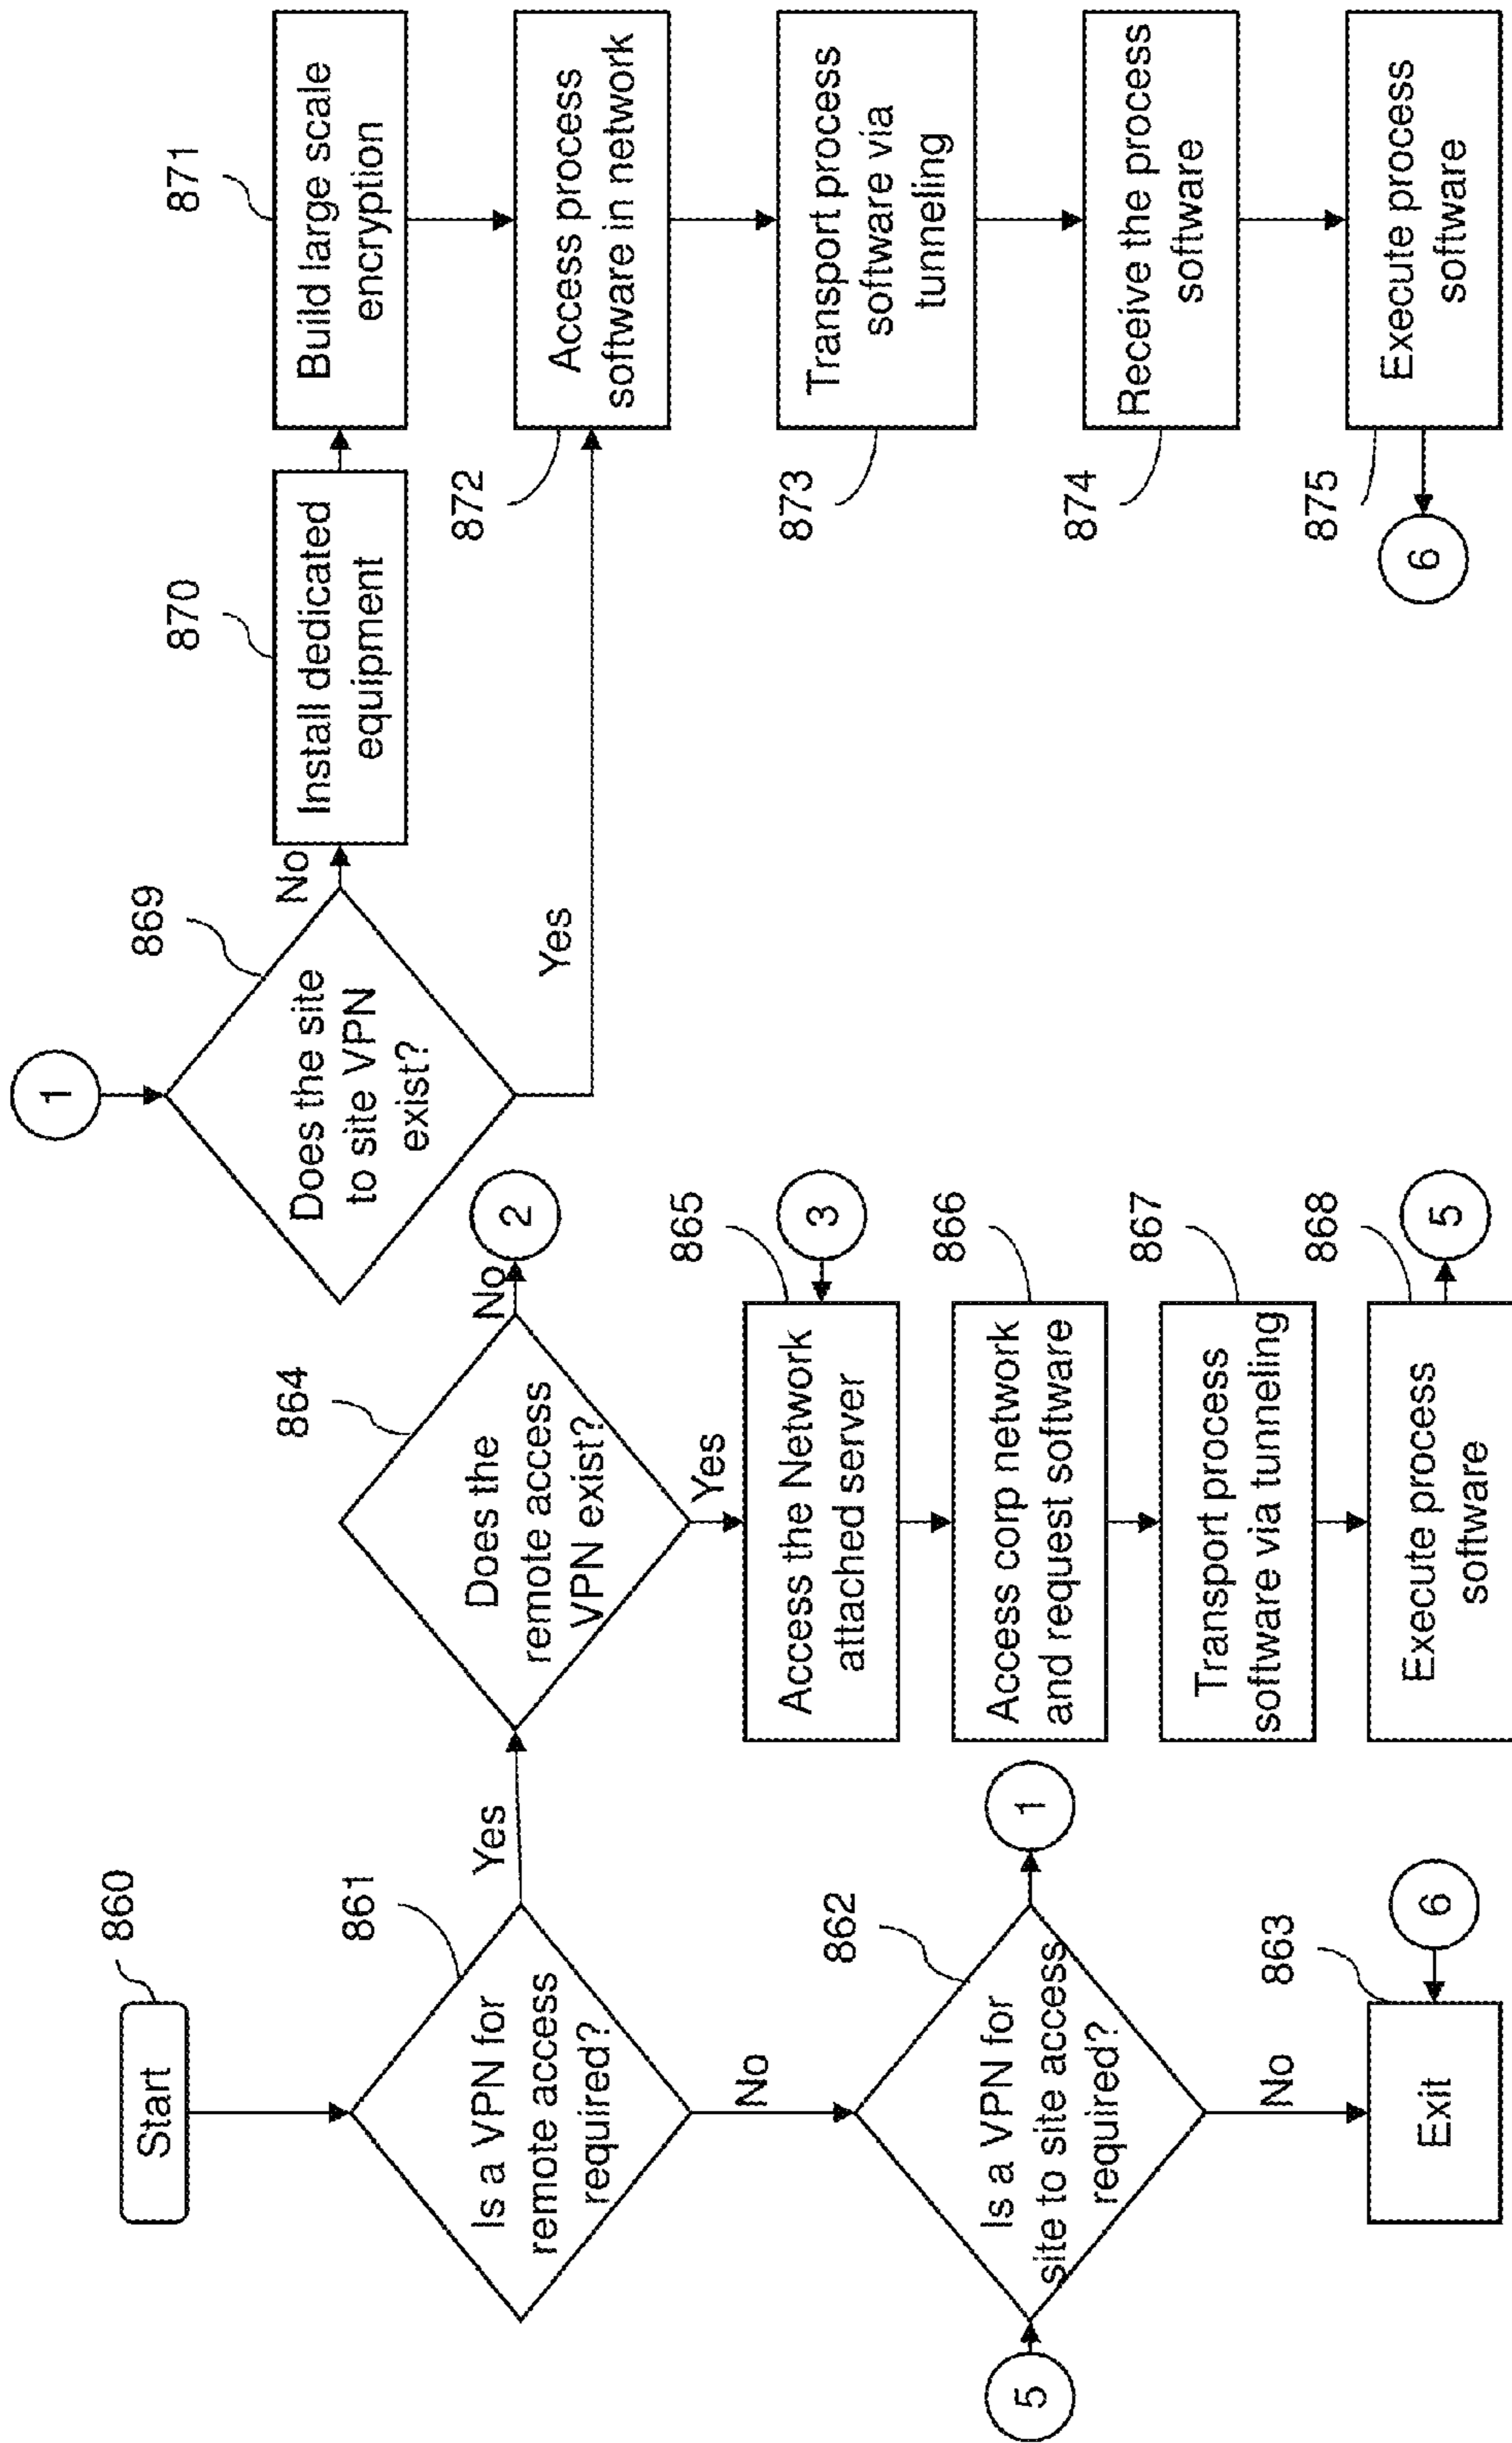 860
Start
861
Is a VPN for
remote access
required?
Yes
No
862
Is a VPN for
site to site access
required?
5
1
No
863
Exit
6
864
Does the
remote access
VPN exist?
No
2
Yes
865
Access the Network
attached server
3
866
Access corp network
and request software
867
Transport process
software via tunneling
868
Execute process
software
5
1
869
Does the site
to site VPN
exist?
No
Yes
870
Install dedicated
equipment
871
Build large scale
encryption
872
Access process
software in network
873
Transport process
software via
tunneling
874
Receive the process
software
875
Execute process
software
6